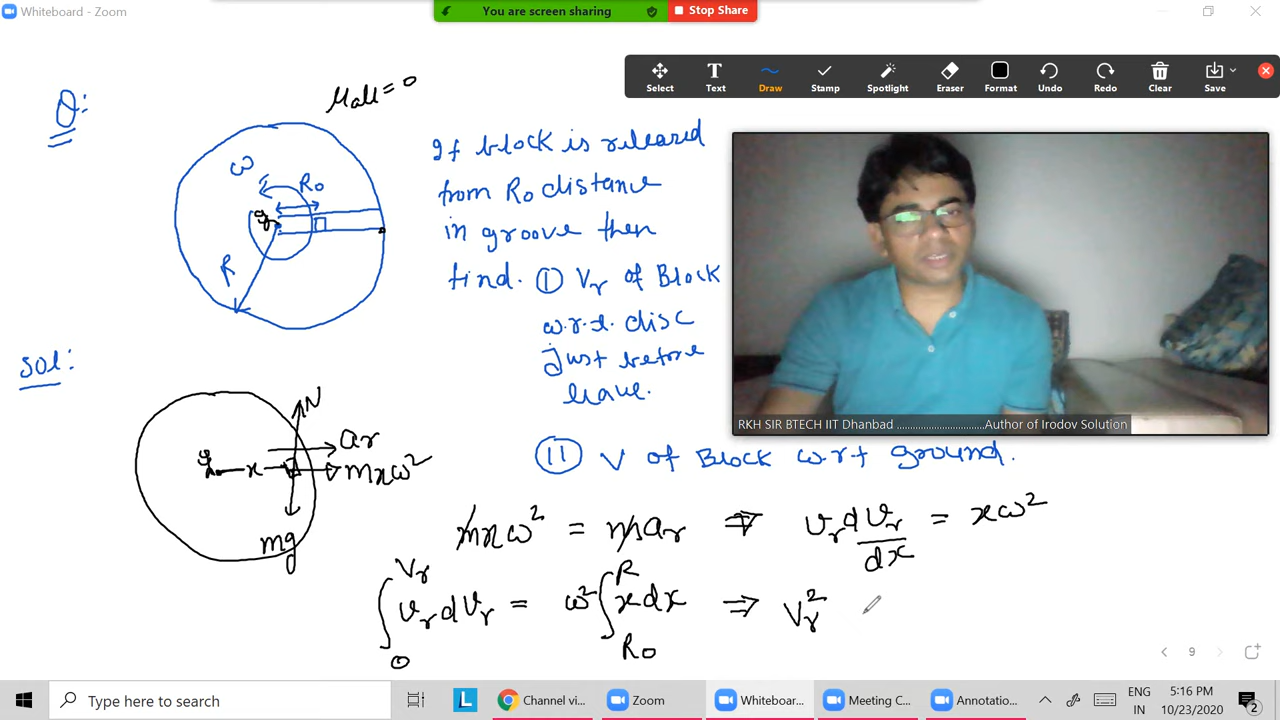 Whiteboard - Zoom
You are screen sharing
Stop Share
Select Text Draw Stamp Spotlight Eraser Format Undo Redo Clear Save
Q:
μall = 0
ω
R0
R
If block is released
from R0 distance
in groove then
find. (I) Vr of Block
w.r.t. disc
just before
leave.
(II) V of Block w.r.t ground.
RKH SIR BTECH IIT Dhanbad ..................................Author of Irodov Solution
Sol:
N
ar
x
mxω²
mg
mxω² = mar ⇒ vr dvr/dx = xω²
∫₀^Vr vr dvr = ω² ∫_R0^R x dx ⇒ Vr²
9
Type here to search
Channel vi...
Zoom
Whiteboar...
Meeting C...
Annotatio...
ENG
IN
5:16 PM
10/23/2020
2